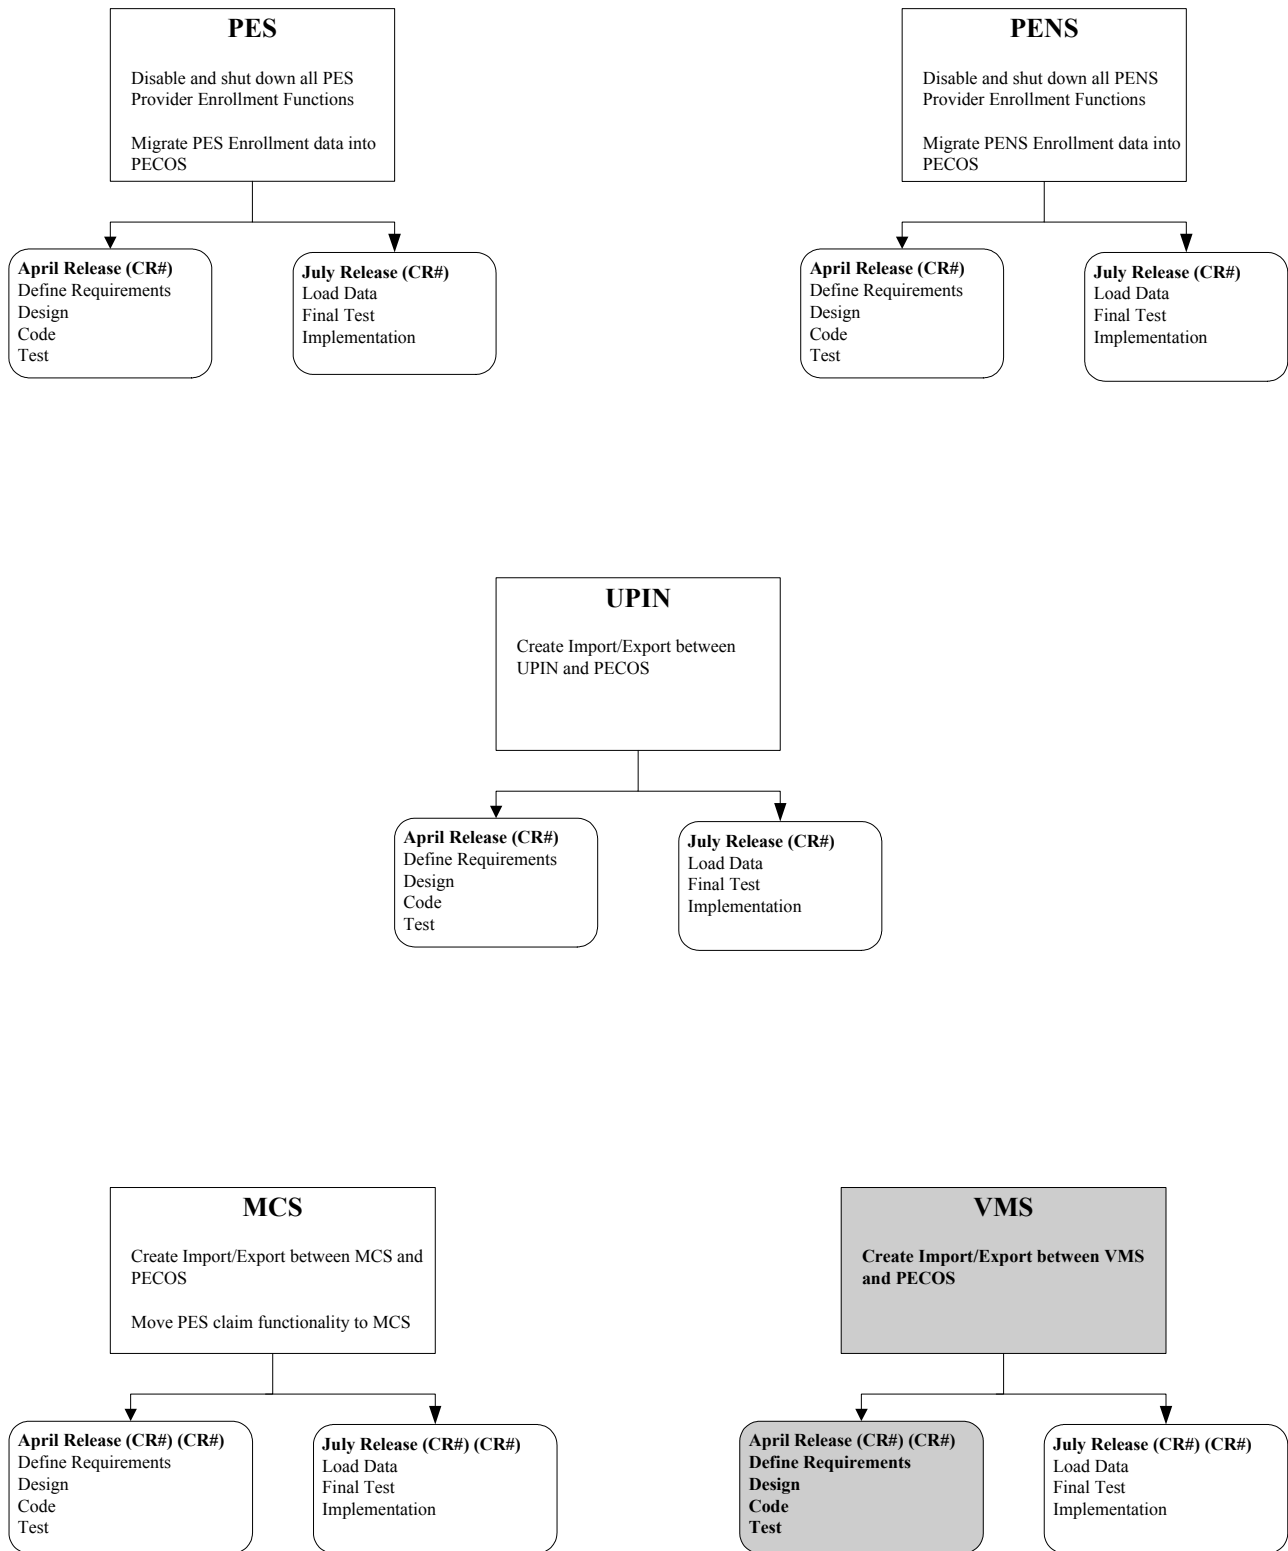 PES
Disable and shut down all PES
Provider Enrollment Functions
Migrate PES Enrollment data into
PECOS
April Release (CR#)
Define Requirements
Design
Code
Test
July Release (CR#)
Load Data
Final Test
Implementation
PENS
Disable and shut down all PENS
Provider Enrollment Functions
Migrate PENS Enrollment data into
PECOS
April Release (CR#)
Define Requirements
Design
Code
Test
July Release (CR#)
Load Data
Final Test
Implementation
UPIN
Create Import/Export between
UPIN and PECOS
April Release (CR#)
Define Requirements
Design
Code
Test
July Release (CR#)
Load Data
Final Test
Implementation
MCS
Create Import/Export between MCS and
PECOS
Move PES claim functionality to MCS
April Release (CR#) (CR#)
Define Requirements
Design
Code
Test
July Release (CR#) (CR#)
Load Data
Final Test
Implementation
VMS
Create Import/Export between VMS
and PECOS
April Release (CR#) (CR#)
Define Requirements
Design
Code
Test
July Release (CR#) (CR#)
Load Data
Final Test
Implementation